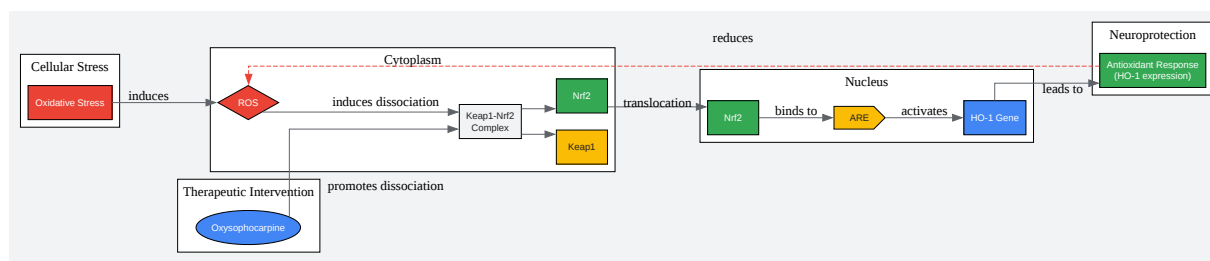 reduces
Neuroprotection
Cellular Stress
Cytoplasm
Antioxidant Response
(HO-1 expression)
Nucleus
leads to
Oxidative Stress
induces
ROS
induces dissociation
Nrf2
translocation
Keap1-Nrf2
Complex
Nrf2
binds to
ARE
activates
HO-1 Gene
Keap1
Therapeutic Intervention
promotes dissociation
Oxysophocarpine